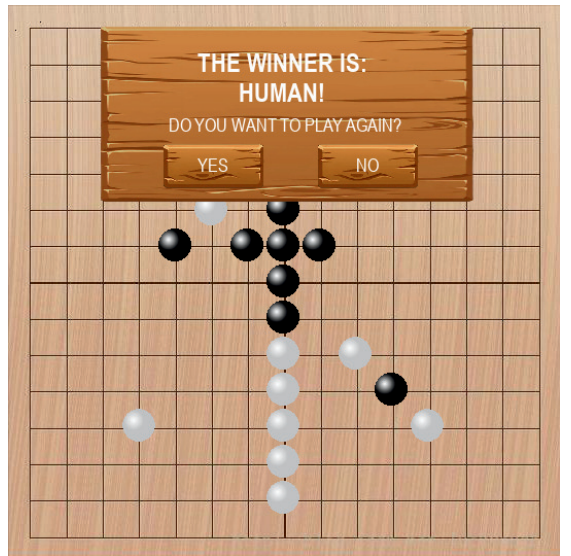 THE WINNER IS:
HUMAN!
DO YOU WANT TO PLAY AGAIN?
YES
NO